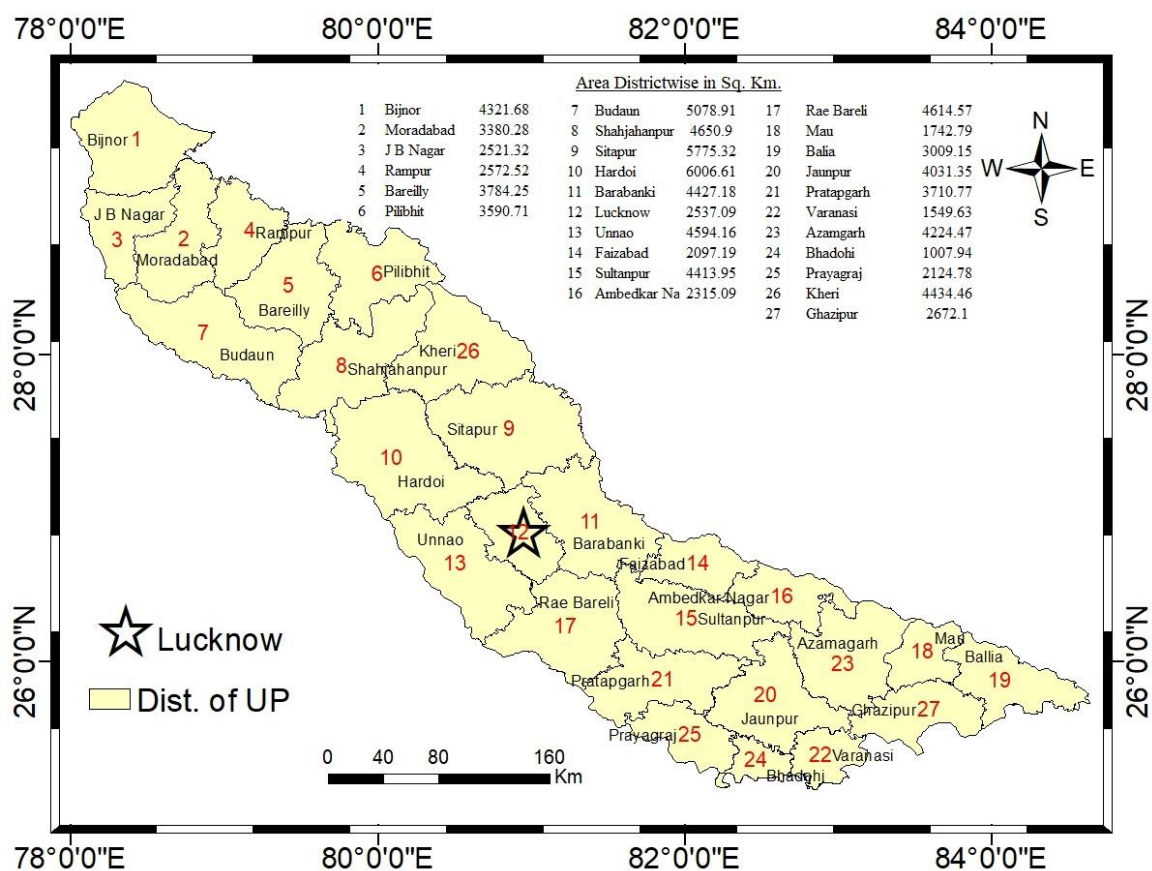 78°0'0"E 80°0'0"E 82°0'0"E 84°0'0"E
Area Districtwise in Sq. Km.
1 Bijnor 4321.68 7 Budaun 5078.91 17 Rae Bareli 4614.57
2 Moradabad 3380.28 8 Shahjahanpur 4650.9 18 Mau 1742.79
3 J B Nagar 2521.32 9 Sitapur 5775.32 19 Balia 3009.15
4 Rampur 2572.52 10 Hardoi 6006.61 20 Jaunpur 4031.35
5 Bareilly 3784.25 11 Barabanki 4427.18 21 Pratapgarh 3710.77
6 Pilibhit 3590.71 12 Lucknow 2537.09 22 Varanasi 1549.63
13 Unnao 4594.16 23 Azamgarh 4224.47
14 Faizabad 2097.19 24 Bhadohi 1007.94
15 Sultanpur 4413.95 25 Prayagraj 2124.78
16 Ambedkar Na 2315.09 26 Kheri 4434.46
27 Ghazipur 2672.1
N
W E
S
Bijnor 1
J B Nagar
3
2
Moradabad
4 Rampur
5
Bareilly
6 Pilibhit
7
Budaun
8 Shahjahanpur
Kheri 26
28°0'0"N
28°0'0"N
Sitapur 9
10
Hardoi
12
11
Barabanki
Unnao
13
Faizabad 14
Rae Bareli
17
Ambedkar Nagar 16
15 Sultanpur
Azamagarh
23
18
Mau
Ballia
19
26°0'0"N
26°0'0"N
Pratapgarh 21
20
Jaunpur
Ghazipur 27
Prayagraj 25
24
Bhadohi
22 Varanasi
Lucknow
Dist. of UP
0 40 80 160
Km
78°0'0"E 80°0'0"E 82°0'0"E 84°0'0"E